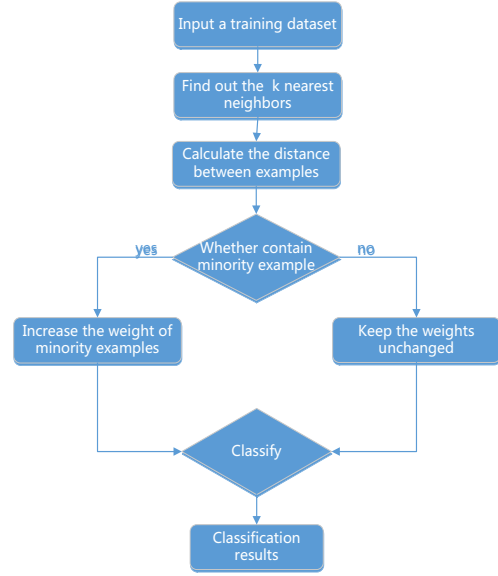 Input a training dataset
Find out the k nearest
neighbors
Calculate the distance
between examples
Whether contain
minority example
yes
no
Increase the weight of
minority examples
Keep the weights
unchanged
Classify
Classification
results